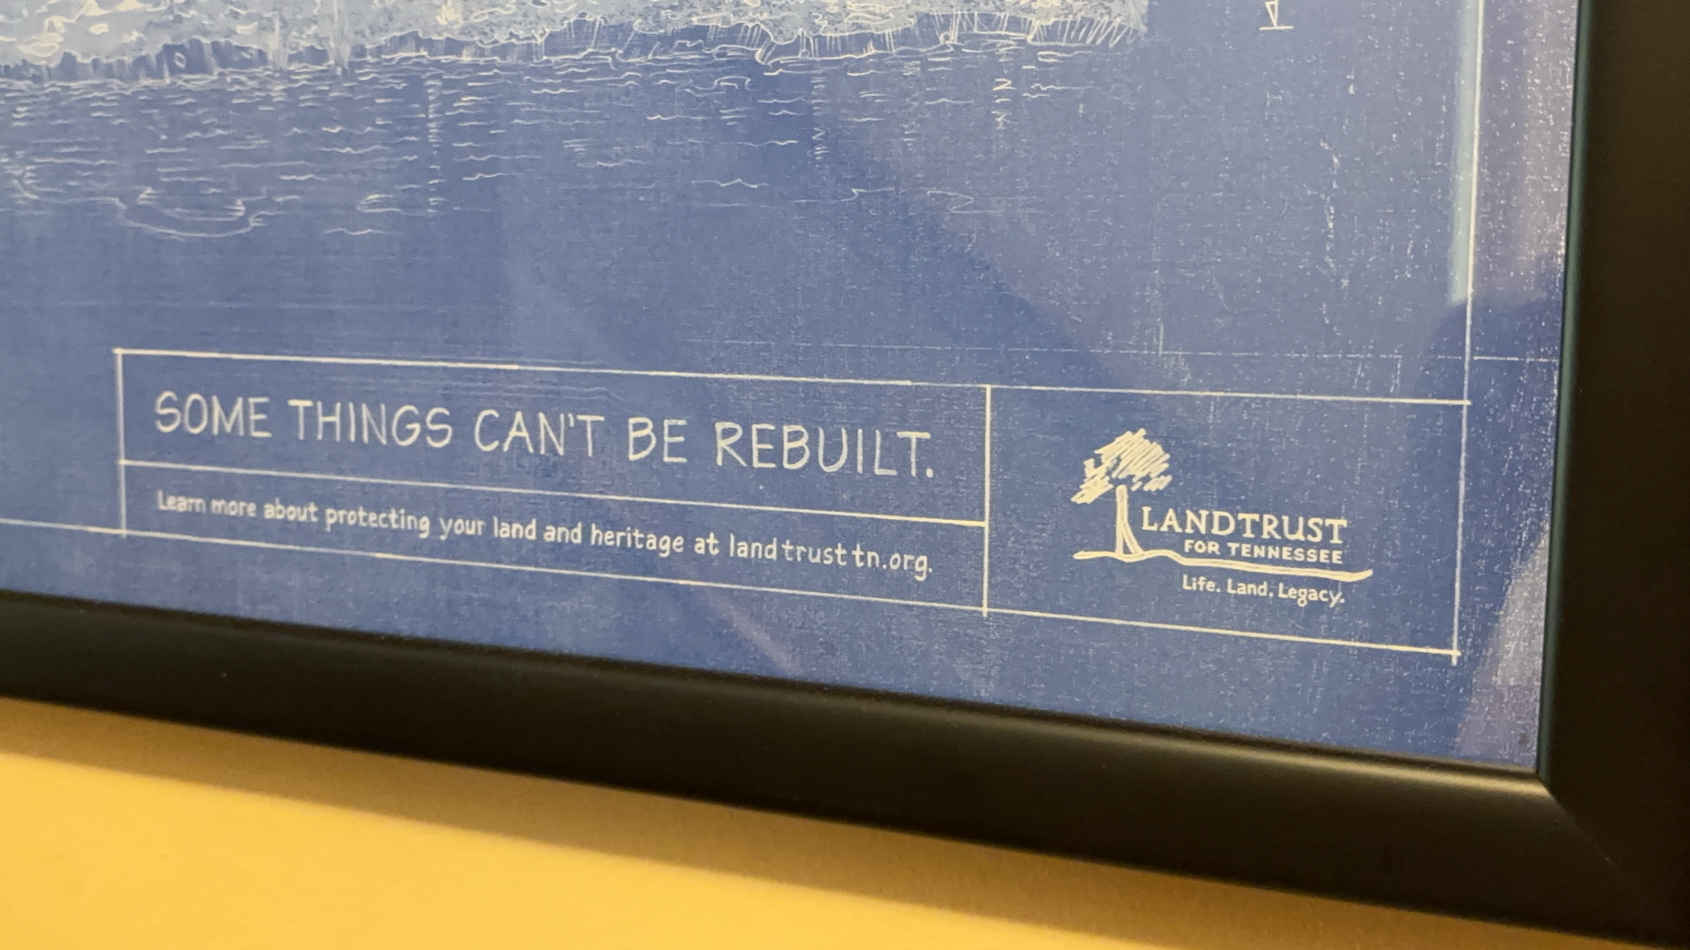 SOME THINGS CAN'T BE REBUILT.
Learn more about protecting your land and heritage at landtrusttn.org.
LANDTRUST
FOR TENNESSEE
Life. Land. Legacy.